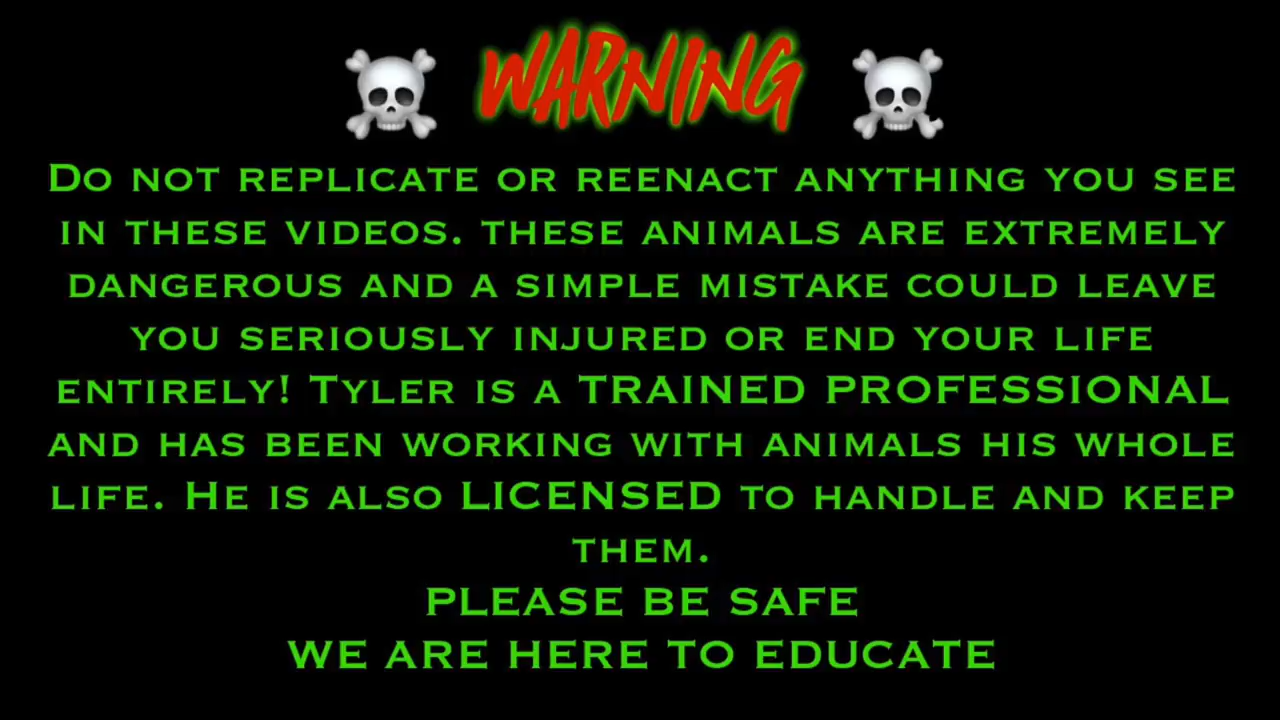 WARNING
Do not replicate or reenact anything you see
in these videos. these animals are extremely
dangerous and a simple mistake could leave
you seriously injured or end your life
entirely! Tyler is a TRAINED PROFESSIONAL
and has been working with animals his whole
life. He is also LICENSED to handle and keep
them.
PLEASE BE SAFE
WE ARE HERE TO EDUCATE